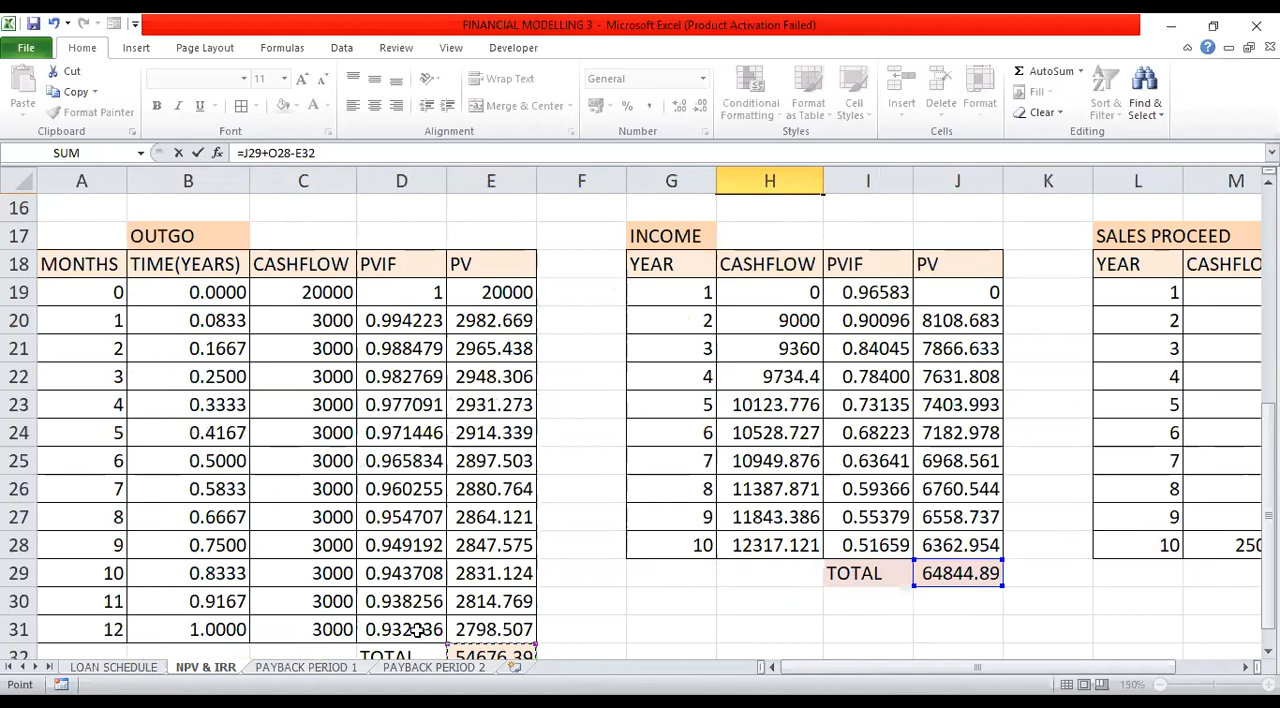 FINANCIAL MODELLING 3 - Microsoft Excel (Product Activation Failed)
File Home Insert Page Layout Formulas Data Review View Developer
Cut
Copy
Format Painter
Paste
Clipboard
11
Font
Wrap Text
Merge & Center
Alignment
General
Number
Conditional Formatting
Format as Table
Cell Styles
Styles
Insert Delete Format
Cells
AutoSum
Fill
Clear
Sort & Filter
Find & Select
Editing
SUM =J29+O28-E32
A B C D E F G H I J K L M
16
17 OUTGO INCOME SALES PROCEED
18 MONTHS TIME(YEARS) CASHFLOW PVIF PV YEAR CASHFLOW PVIF PV YEAR CASHFLO
19 0 0.0000 20000 1 20000 1 0 0.96583 0 1
20 1 0.0833 3000 0.994223 2982.669 2 9000 0.90096 8108.683 2
21 2 0.1667 3000 0.988479 2965.438 3 9360 0.84045 7866.633 3
22 3 0.2500 3000 0.982769 2948.306 4 9734.4 0.78400 7631.808 4
23 4 0.3333 3000 0.977091 2931.273 5 10123.776 0.73135 7403.993 5
24 5 0.4167 3000 0.971446 2914.339 6 10528.727 0.68223 7182.978 6
25 6 0.5000 3000 0.965834 2897.503 7 10949.876 0.63641 6968.561 7
26 7 0.5833 3000 0.960255 2880.764 8 11387.871 0.59366 6760.544 8
27 8 0.6667 3000 0.954707 2864.121 9 11843.386 0.55379 6558.737 9
28 9 0.7500 3000 0.949192 2847.575 10 12317.121 0.51659 6362.954 10 250
29 10 0.8333 3000 0.943708 2831.124 TOTAL 64844.89
30 11 0.9167 3000 0.938256 2814.769
31 12 1.0000 3000 2798.507
32 TOTAL 54676.39
LOAN SCHEDULE NPV & IRR PAYBACK PERIOD 1 PAYBACK PERIOD 2
Point 150%